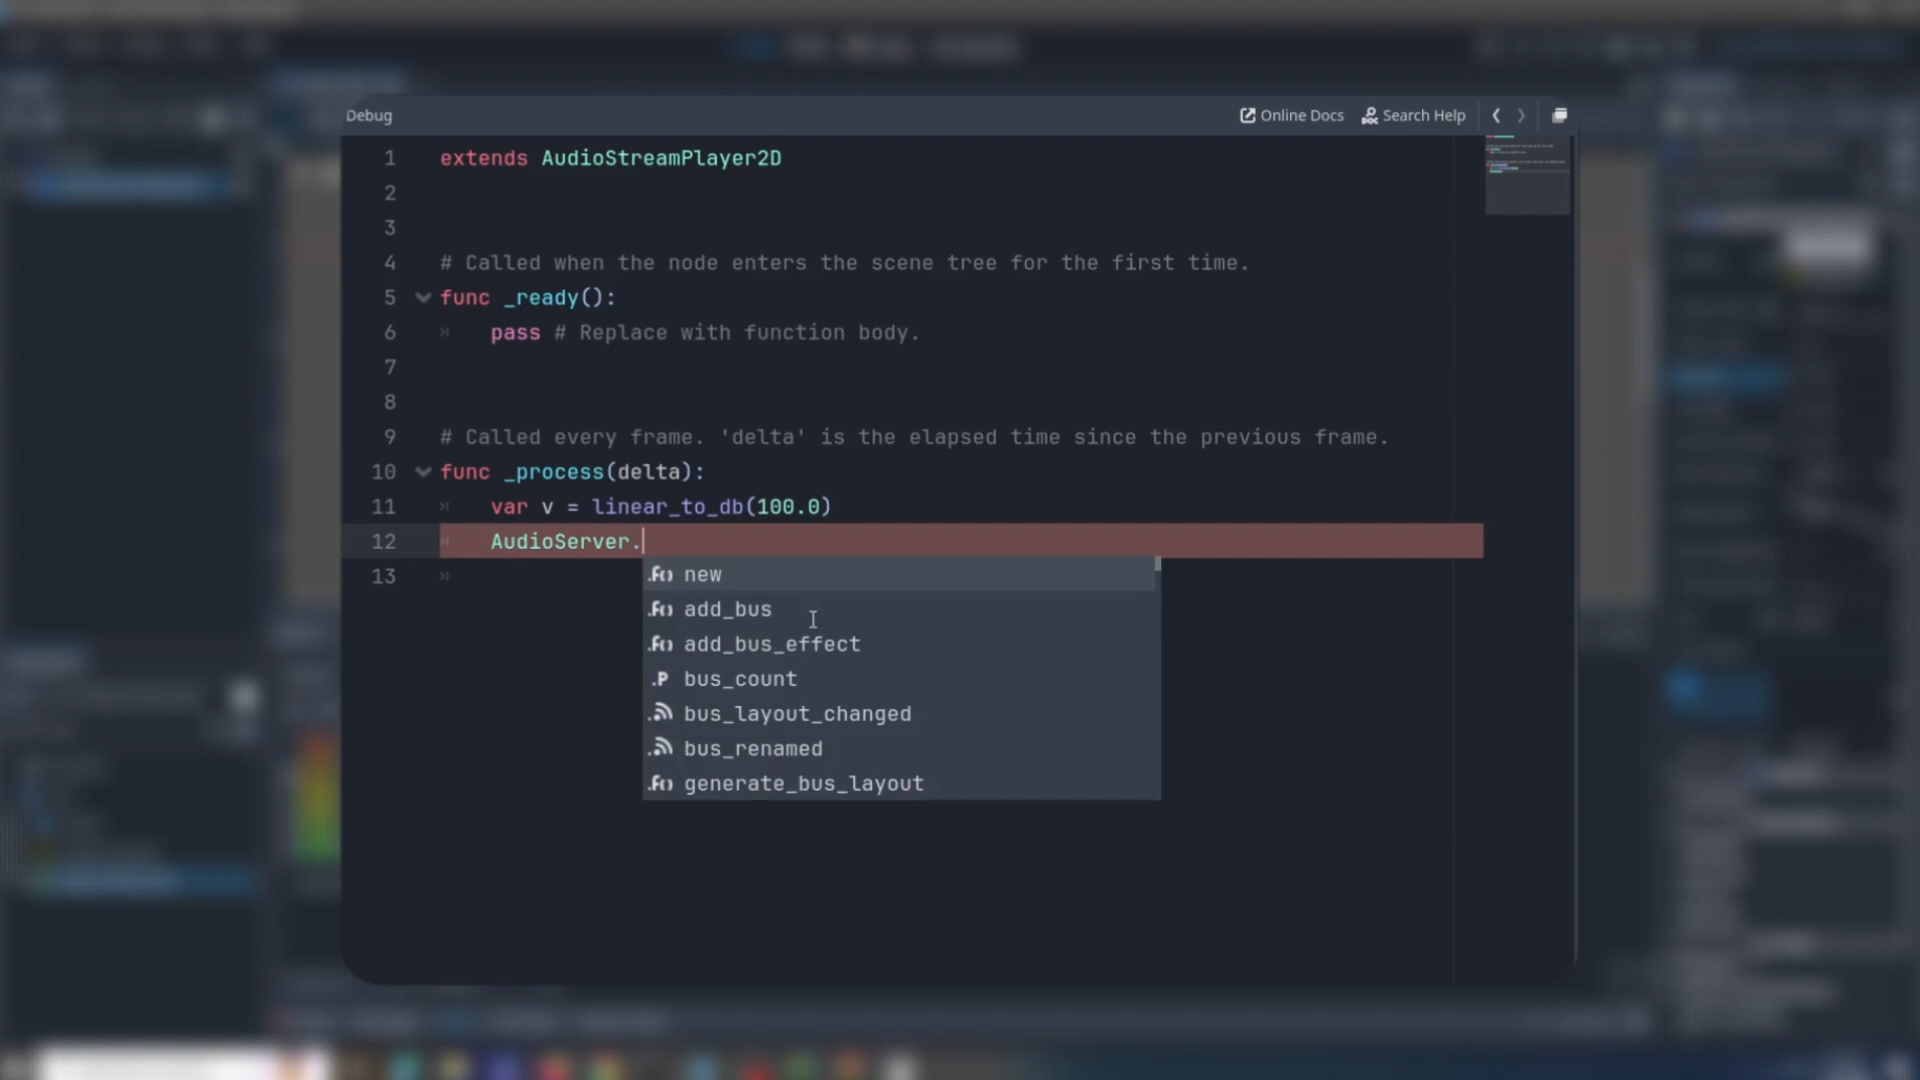 Debug
Online Docs Search Help
1 extends AudioStreamPlayer2D
2
3
4 # Called when the node enters the scene tree for the first time.
5 func _ready():
6 pass # Replace with function body.
7
8
9 # Called every frame. 'delta' is the elapsed time since the previous frame.
10 func _process(delta):
11 var v = linear_to_db(100.0)
12 AudioServer.
13
new
add_bus
add_bus_effect
bus_count
bus_layout_changed
bus_renamed
generate_bus_layout